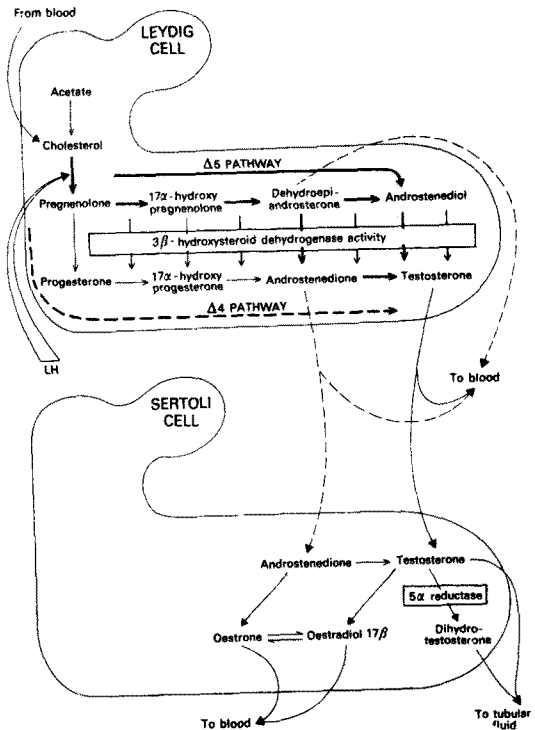 From blood
LEYDIG
CELL
Acetate
Cholesterol
Δ5 PATHWAY
Pregnenolone
17α-hydroxy
pregnenolone
Dehydroepi-
androsterone
Androstenediol
3β-hydroxysteroid dehydrogenase activity
Progesterone
17α-hydroxy
progesterone
Androstenedione
Testosterone
Δ4 PATHWAY
LH
To blood
SERTOLI
CELL
Androstenedione
Testosterone
5α reductase
Oestrone
Oestradiol 17β
Dihydro-
testosterone
To blood
To tubular
fluid